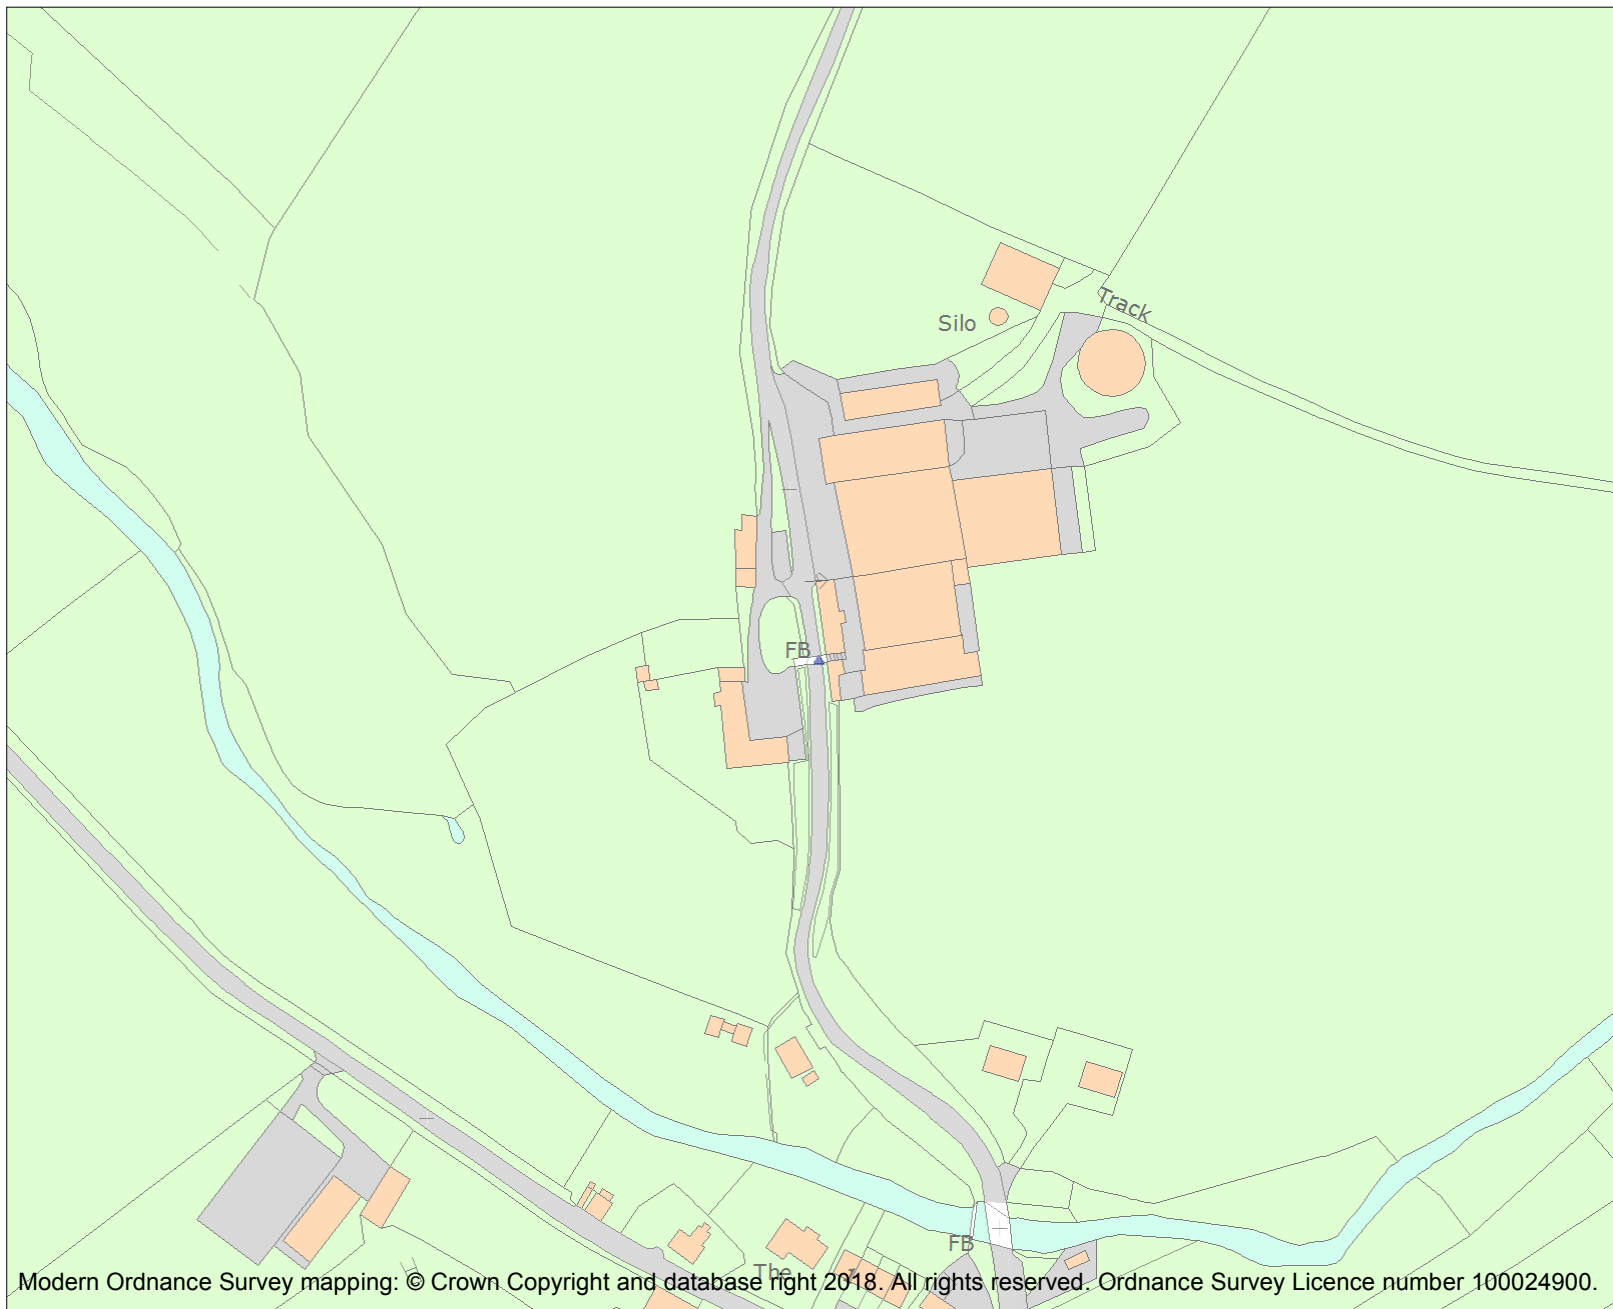 Track
Silo
FB
FB
The
Modern Ordnance Survey mapping: © Crown Copyright and database right 2018. All rights reserved. Ordnance Survey Licence number 100024900.